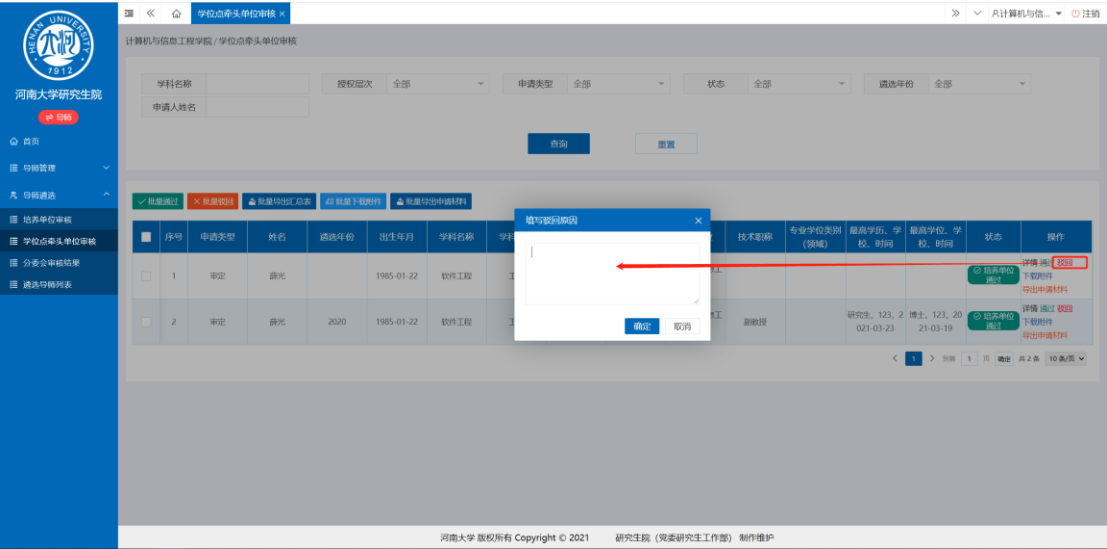 HENAN UNIVERSITY
1912
河南大学研究生院
导师
首页
导师管理
导师遴选
培养单位审核
学位点牵头单位审核
分委会审核结果
遴选导师列表
学位点牵头单位审核 ×
计算机与信... 注销
计算机与信息工程学院 / 学位点牵头单位审核
学科名称 授权层次 全部 申请类型 全部 状态 全部 遴选年份 全部
申请人姓名
查询 重置
批量通过 × 批量驳回 批量导出汇总表 批量下载附件 批量导出申请材料
填写驳回原因 ×
确定 取消
序号 申请类型 姓名 遴选年份 出生年月 学科名称 技术职称 专业学位类别(领域) 最高学历、学校、时间 最高学位、学校、时间 状态 操作
1 审定 薛光 1985-01-22 软件工程 培养单位通过 详情 通过 驳回
下载附件
导出申请材料
2 审定 薛光 2020 1985-01-22 软件工程 副教授 研究生, 123, 2021-03-23 博士, 123, 2021-03-19 培养单位通过 详情 通过 驳回
下载附件
导出申请材料
< 1 > 到第 1 页 确定 共 2 条 10 条/页
河南大学 版权所有 Copyright © 2021 研究生院（党委研究生工作部） 制作维护